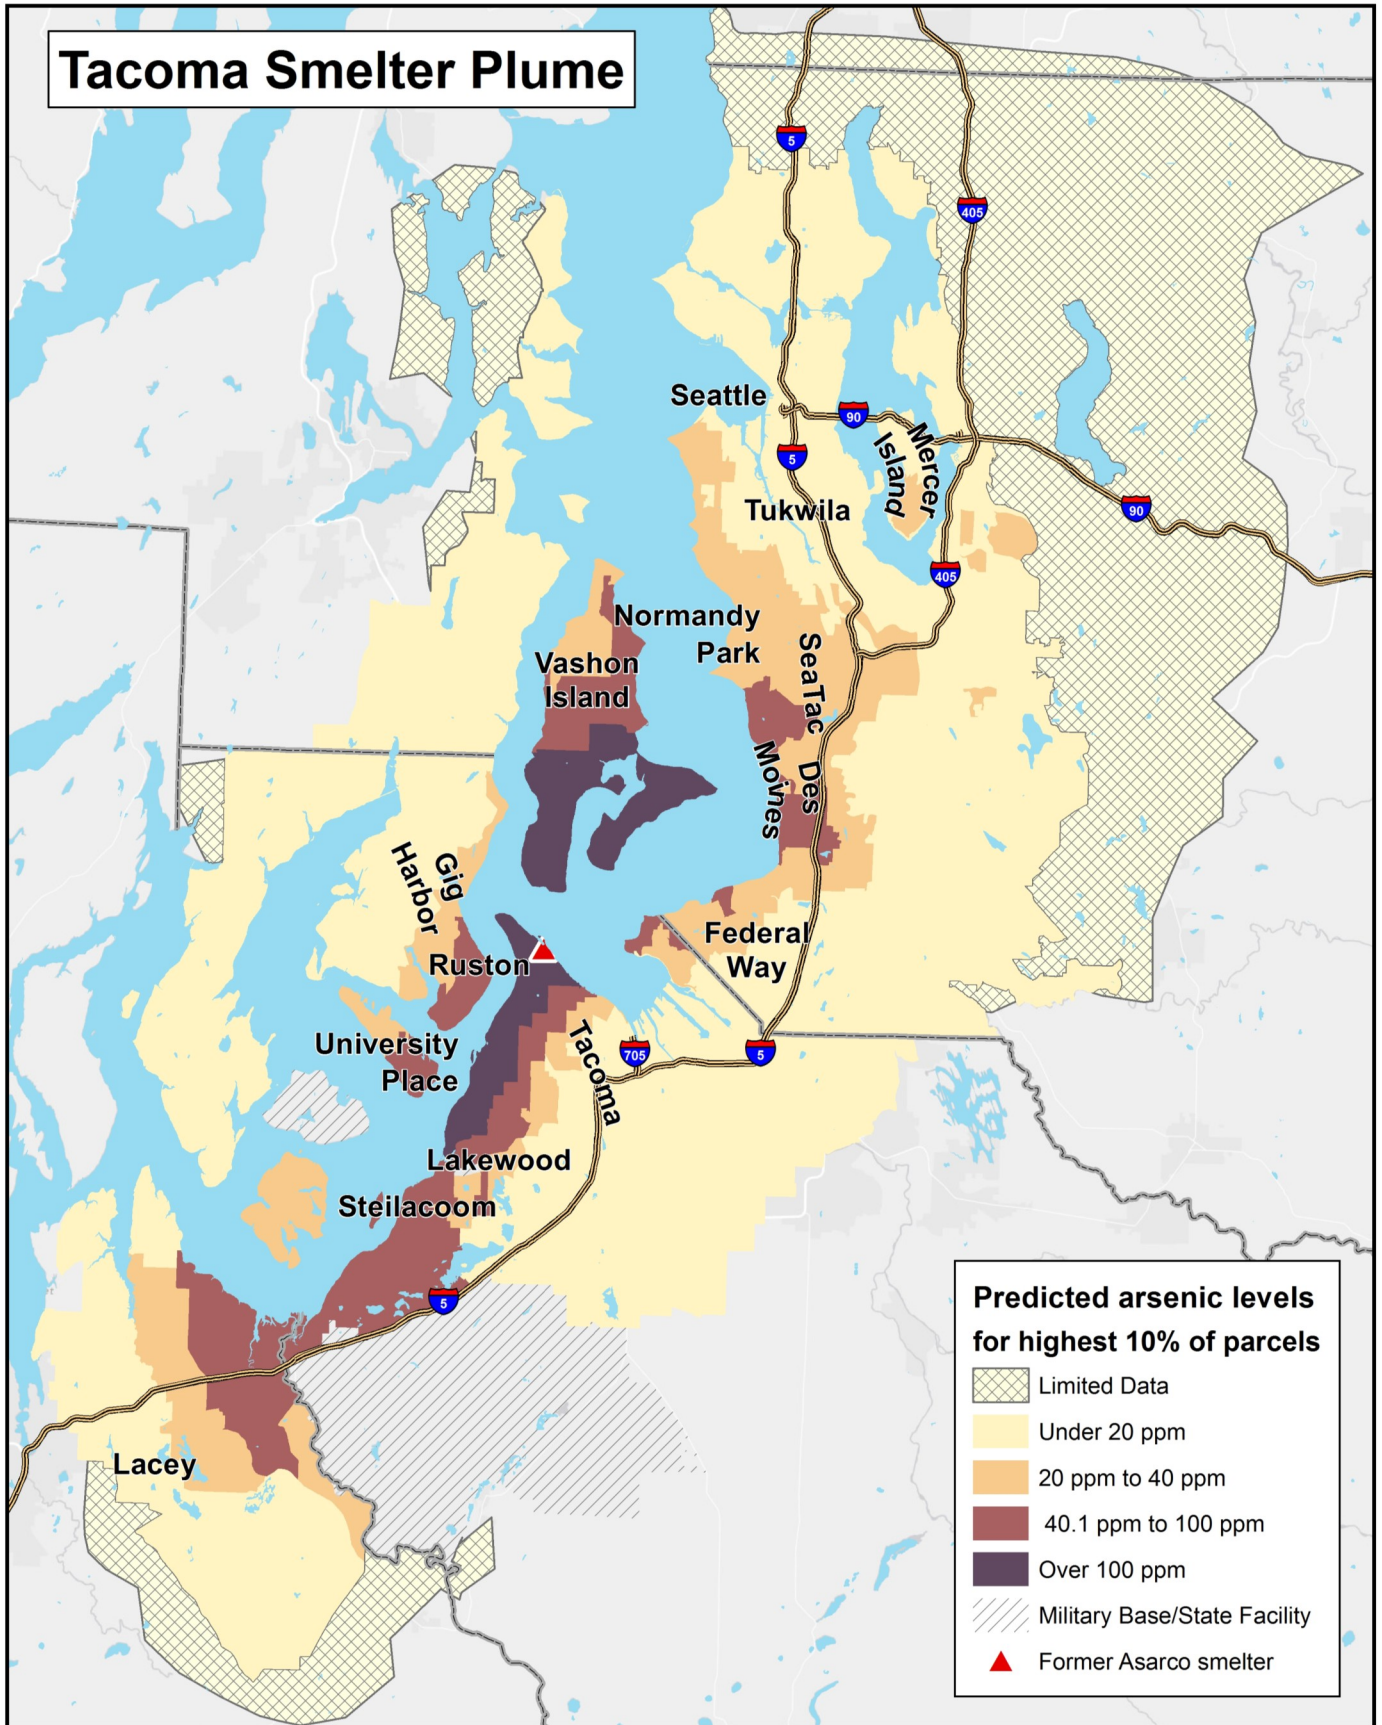 Tacoma Smelter Plume
5
405
Seattle
90
Mercer
Island
5
Tukwila
90
405
Normandy
Park
Vashon
Island
SeaTac
Des
Moines
Gig
Harbor
Federal
Way
Ruston
University
Place
Tacoma
705
5
Lakewood
Steilacoom
5
Lacey
Predicted arsenic levels
for highest 10% of parcels
Limited Data
Under 20 ppm
20 ppm to 40 ppm
40.1 ppm to 100 ppm
Over 100 ppm
Military Base/State Facility
Former Asarco smelter